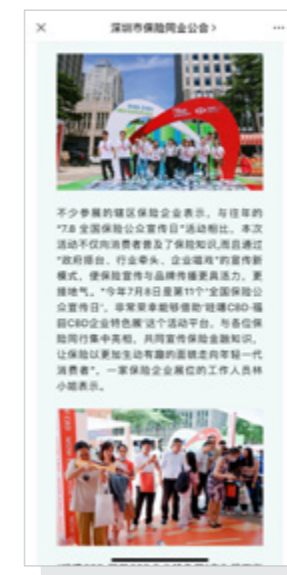 深圳市保险同业公会
不少参展的辖区保险企业表示，与往年的
“7.8 全国保险公众宣传日”活动相比，本次
活动不仅向消费者普及了保险知识,而且通过
“政府搭台、行业牵头、企业唱戏”的宣传新
模式，使保险宣传与品牌传播更具活力、更
接地气。“今年7月8日是第11个‘全国保险公
众宣传日’，非常荣幸能够借助‘哇噻CBD·福
田CBD企业特色展’这个活动平台，与各位保
险同行集中亮相，共同宣传保险金融知识，
让保险以更加生动有趣的面貌走向年轻一代
消费者”，一家保险企业展位的工作人员林
小姐表示。